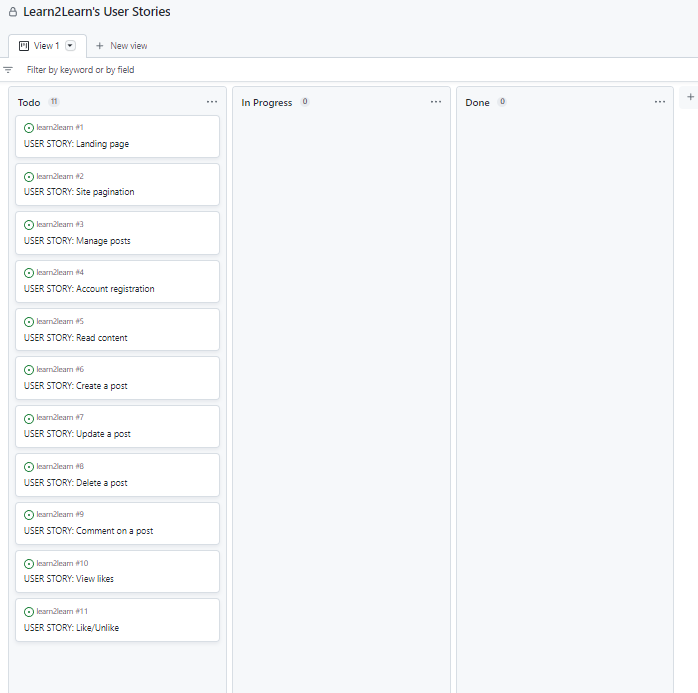 Learn2Learn's User Stories
View 1
New view
Filter by keyword or by field
Todo 11
learn2learn #1
USER STORY: Landing page
learn2learn #2
USER STORY: Site pagination
learn2learn #3
USER STORY: Manage posts
learn2learn #4
USER STORY: Account registration
learn2learn #5
USER STORY: Read content
learn2learn #6
USER STORY: Create a post
learn2learn #7
USER STORY: Update a post
learn2learn #8
USER STORY: Delete a post
learn2learn #9
USER STORY: Comment on a post
learn2learn #10
USER STORY: View likes
learn2learn #11
USER STORY: Like/Unlike
In Progress 0
Done 0